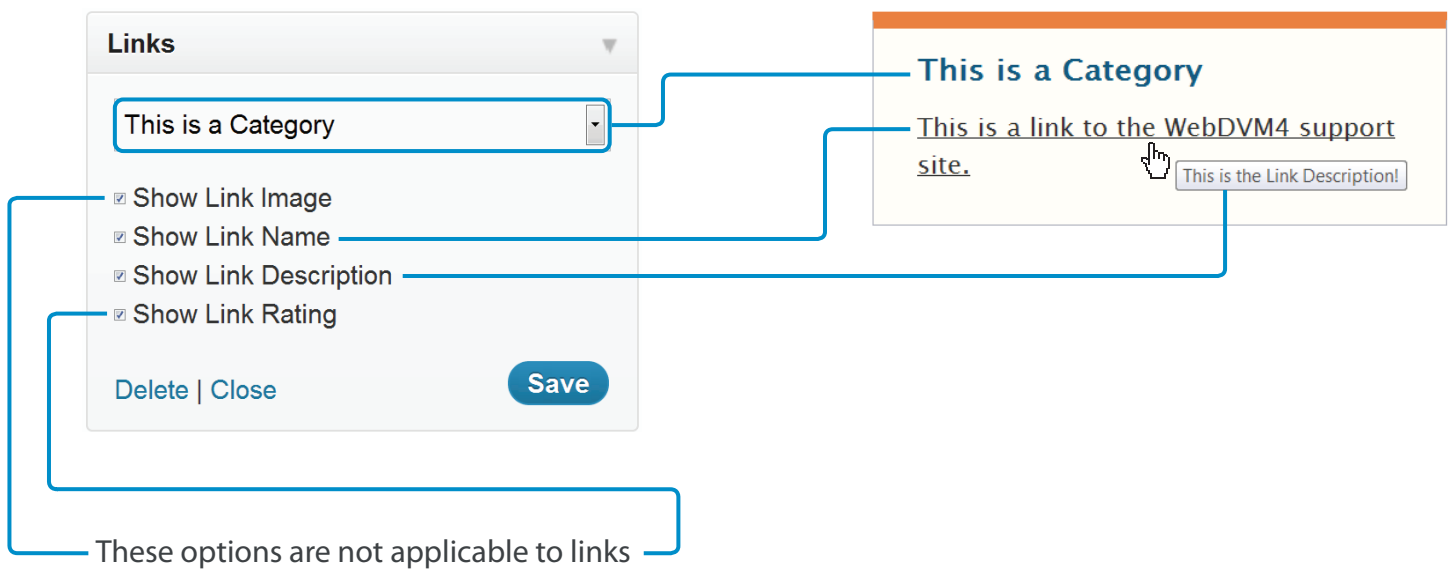 Links
This is a Category
Show Link Image
Show Link Name
Show Link Description
Show Link Rating
Delete | Close
Save
These options are not applicable to links
This is a Category
This is a link to the WebDVM4 support
site.
This is the Link Description!